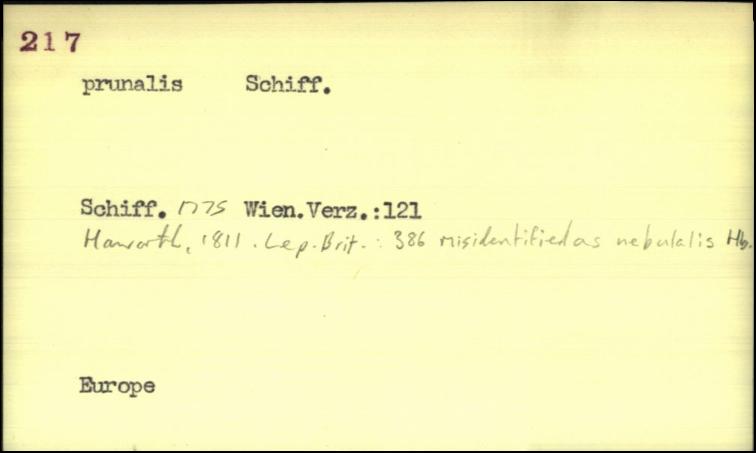 217
prunalis Schiff.
Schiff. 1775 Wien.Verz.:121
Haworth, 1811. Lep. Brit.: 386 misidentified as nebulalis Hb.
Europe